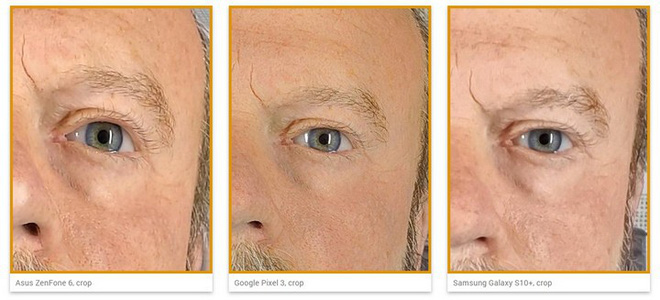 Asus ZenFone 6, crop
Google Pixel 3, crop
Samsung Galaxy S10+, crop